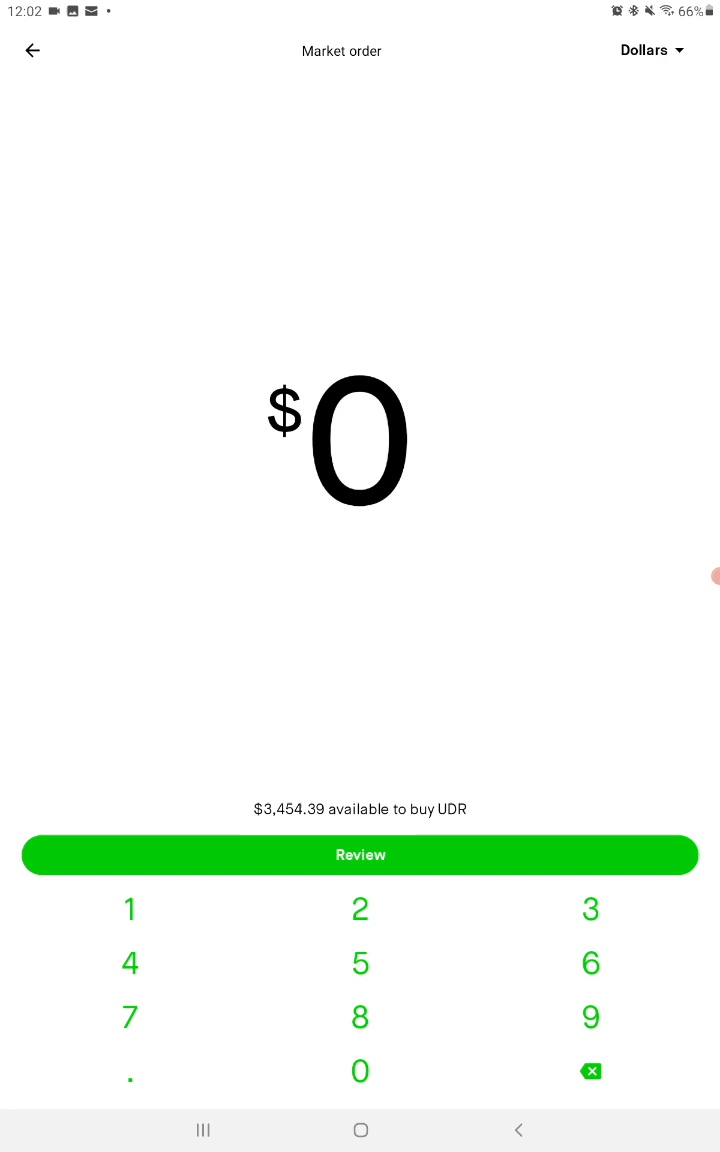 12:02
66%
Market order
Dollars
$0
$3,454.39 available to buy UDR
Review
1 2 3
4 5 6
7 8 9
. 0